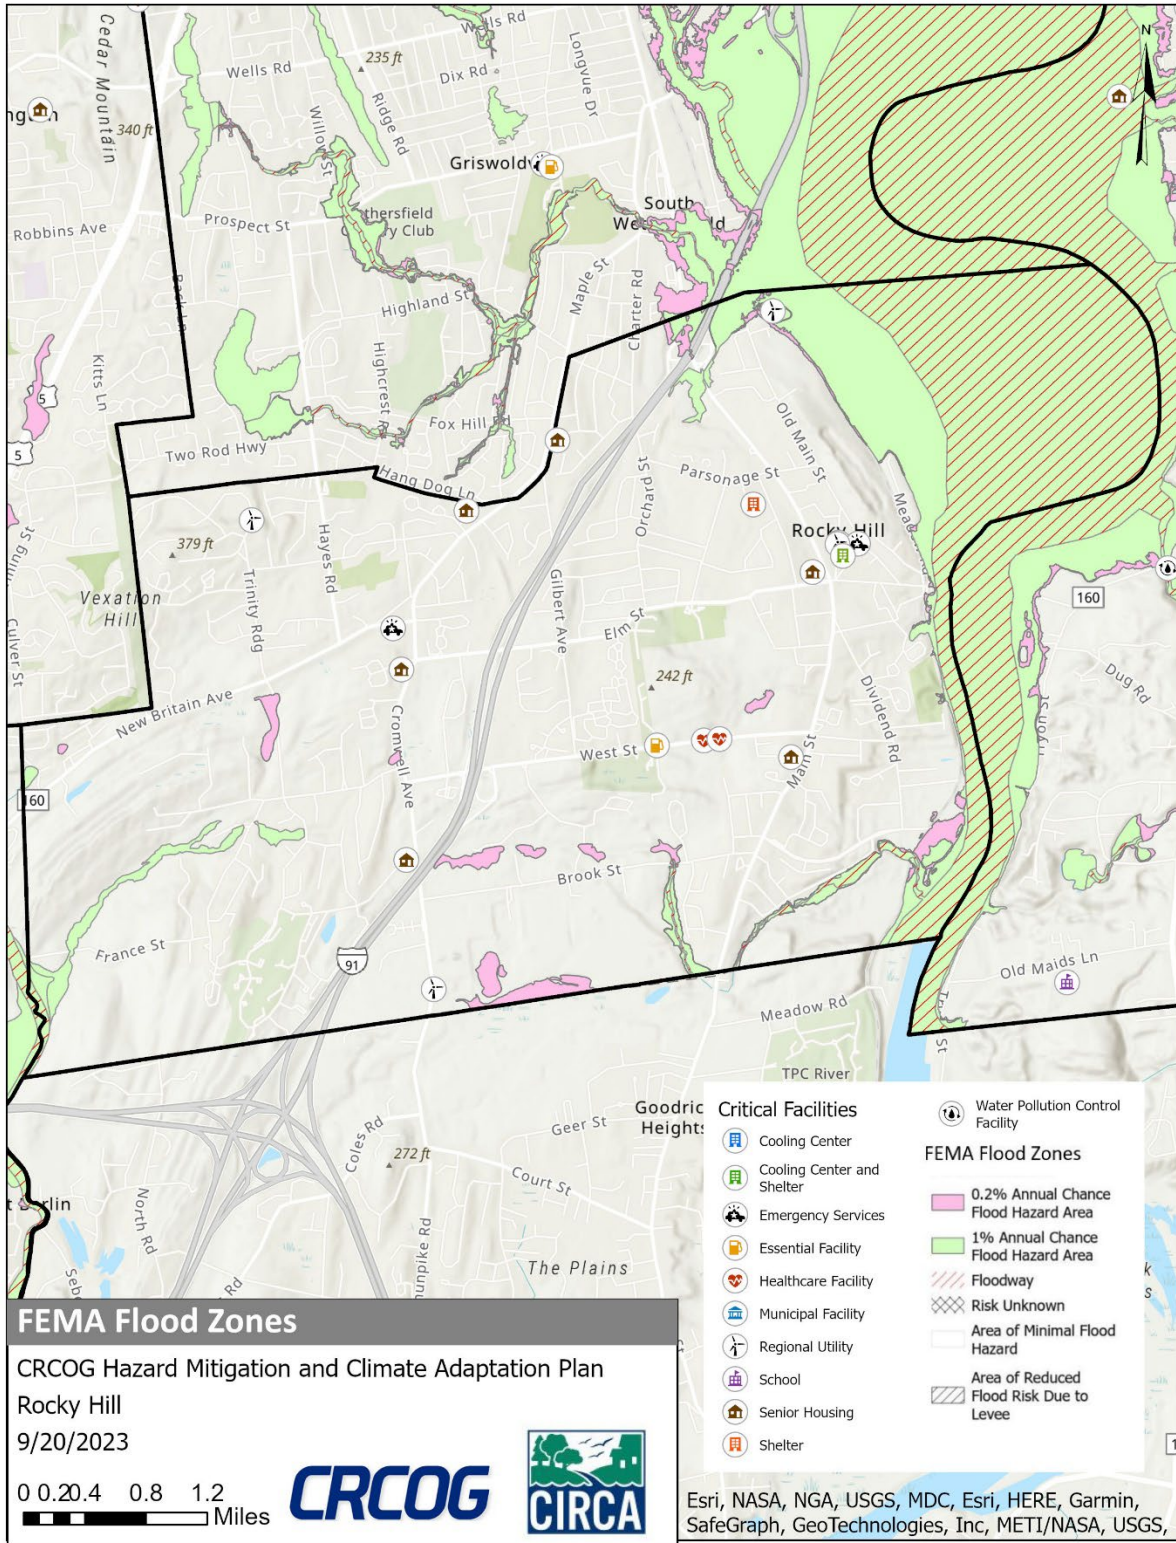 Cedar Mountain
340 ft
Wells Rd
Wells Rd
235 ft
Dix Rd
Longvue Dr
Ridge Rd
Willow St
N
Griswoldv
South
Prospect St
thersfield
Robbins Ave
Highland St
Maple St
Charter Rd
Kitts Ln
Highcrest R
5
5
Fox Hill Rd
Two Rod Hwy
Hang Dog Ln
Old Main St
Parsonage St
Orchard St
Rocky Hill
379 ft
Hayes Rd
Vexation
Hill
Trinity Rdg
Gilbert Ave
Elm St
160
Culver St
242 ft
Dug Rd
New Britain Ave
Cromwell Ave
Dividend Rd
West St
Main St
160
Brook St
France St
91
Old Maids Ln
Meadow Rd
TPC River
Goodric
Heights
Geer St
Coles Rd
272 ft
Court St
North Rd
The Plains
Critical Facilities
Cooling Center
Cooling Center and
Shelter
Emergency Services
Essential Facility
Healthcare Facility
Municipal Facility
Regional Utility
School
Senior Housing
Shelter
Water Pollution Control
Facility
FEMA Flood Zones
0.2% Annual Chance
Flood Hazard Area
1% Annual Chance
Flood Hazard Area
Floodway
Risk Unknown
Area of Minimal Flood
Hazard
Area of Reduced
Flood Risk Due to
Levee
FEMA Flood Zones
CRCOG Hazard Mitigation and Climate Adaptation Plan
Rocky Hill
9/20/2023
0 0.2 0.4 0.8 1.2
Miles
CRCOG
CIRCA
Esri, NASA, NGA, USGS, MDC, Esri, HERE, Garmin,
SafeGraph, GeoTechnologies, Inc, METI/NASA, USGS,